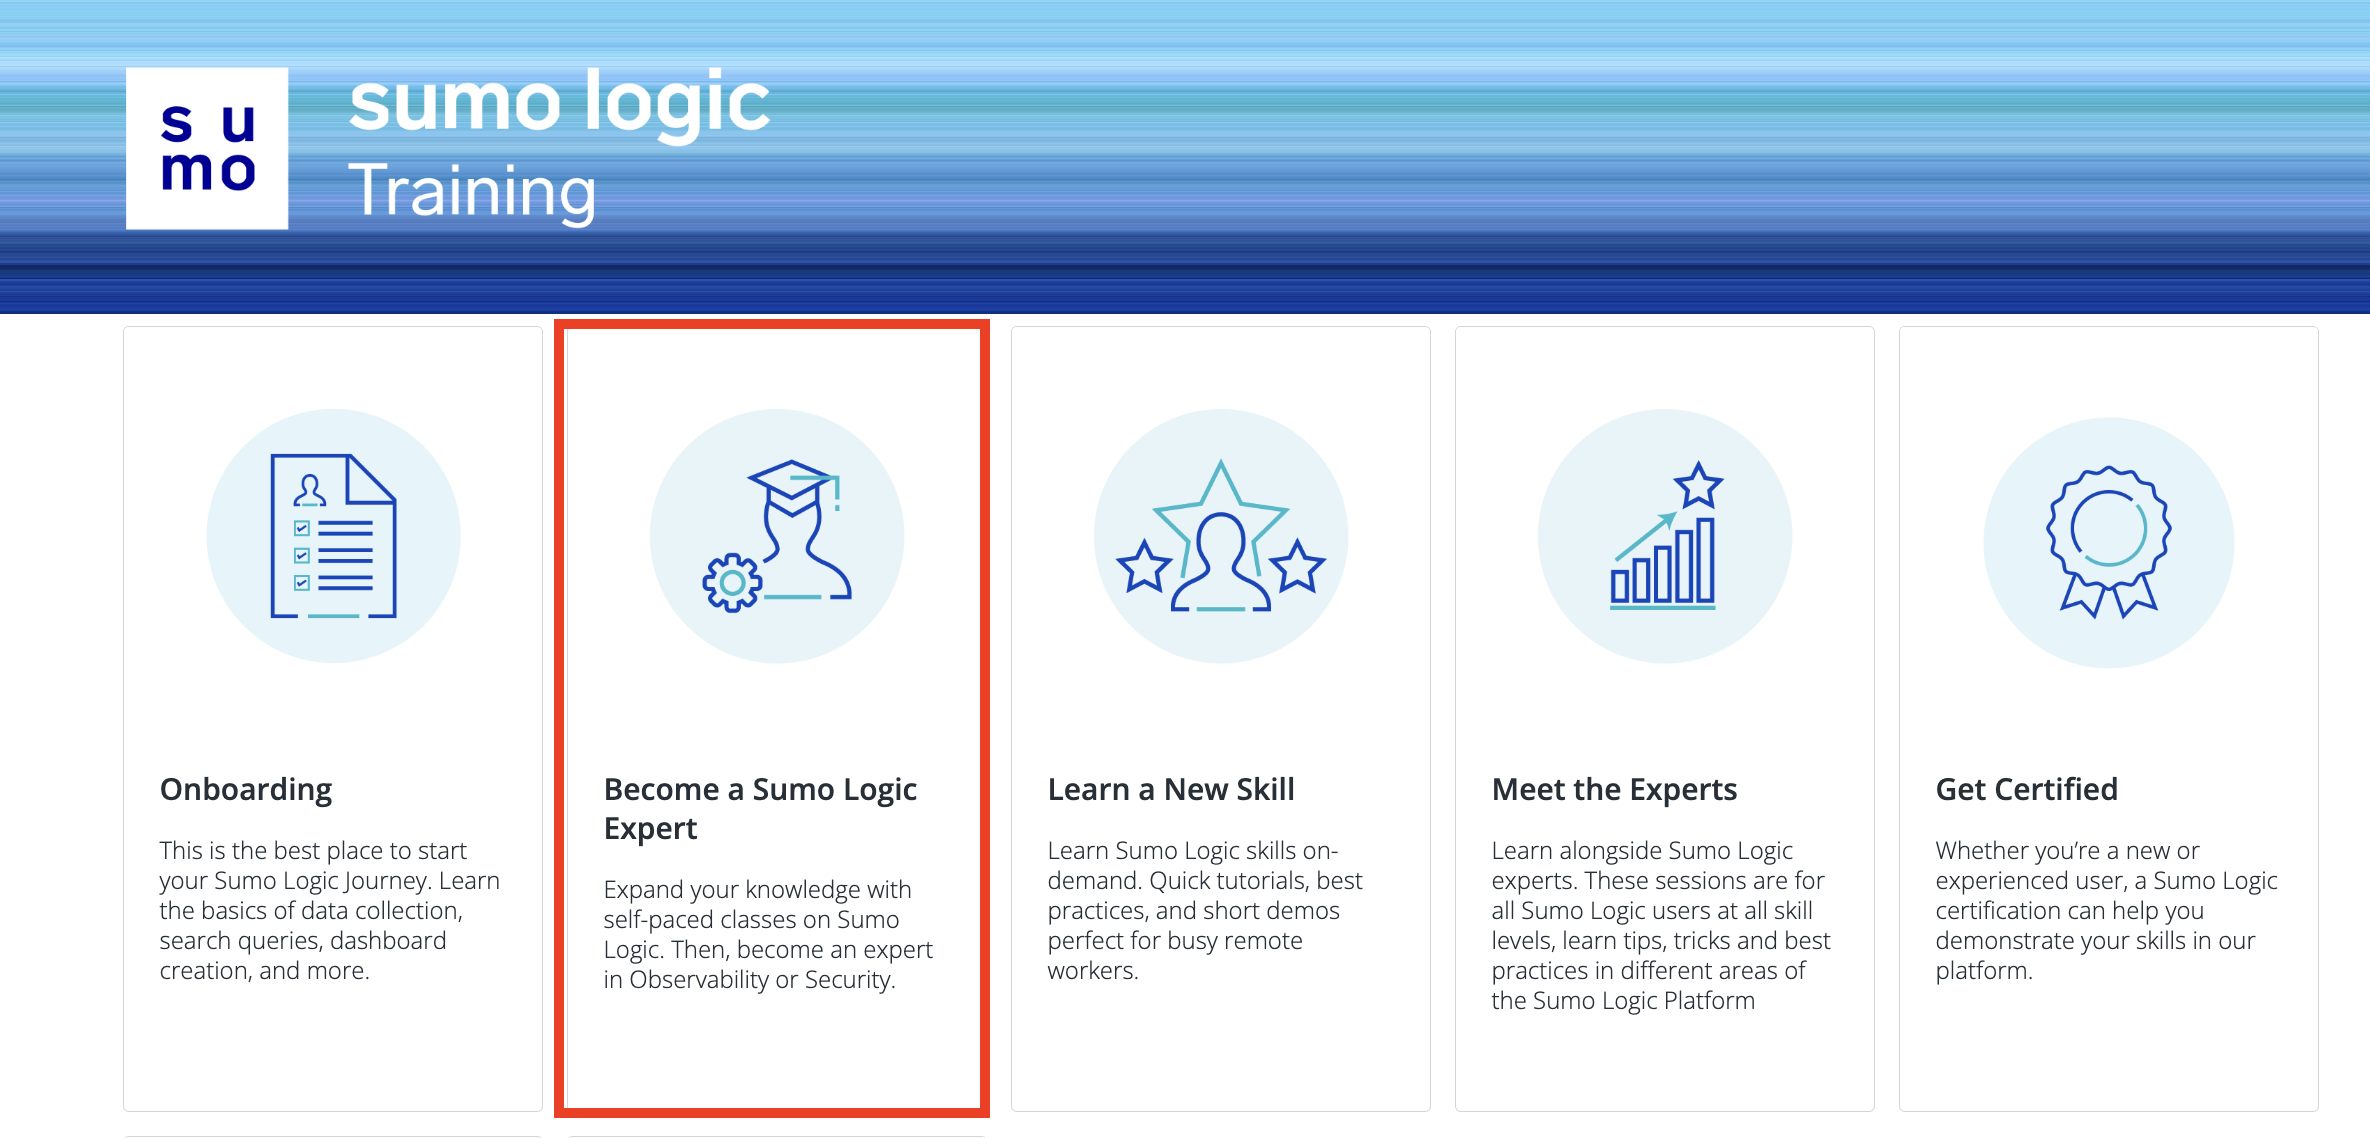 su
mo
sumo logic
Training
Onboarding
This is the best place to start
your Sumo Logic Journey. Learn
the basics of data collection,
search queries, dashboard
creation, and more.
Become a Sumo Logic
Expert
Expand your knowledge with
self-paced classes on Sumo
Logic. Then, become an expert
in Observability or Security.
Learn a New Skill
Learn Sumo Logic skills on-
demand. Quick tutorials, best
practices, and short demos
perfect for busy remote
workers.
Meet the Experts
Learn alongside Sumo Logic
experts. These sessions are for
all Sumo Logic users at all skill
levels, learn tips, tricks and best
practices in different areas of
the Sumo Logic Platform
Get Certified
Whether you’re a new or
experienced user, a Sumo Logic
certification can help you
demonstrate your skills in our
platform.